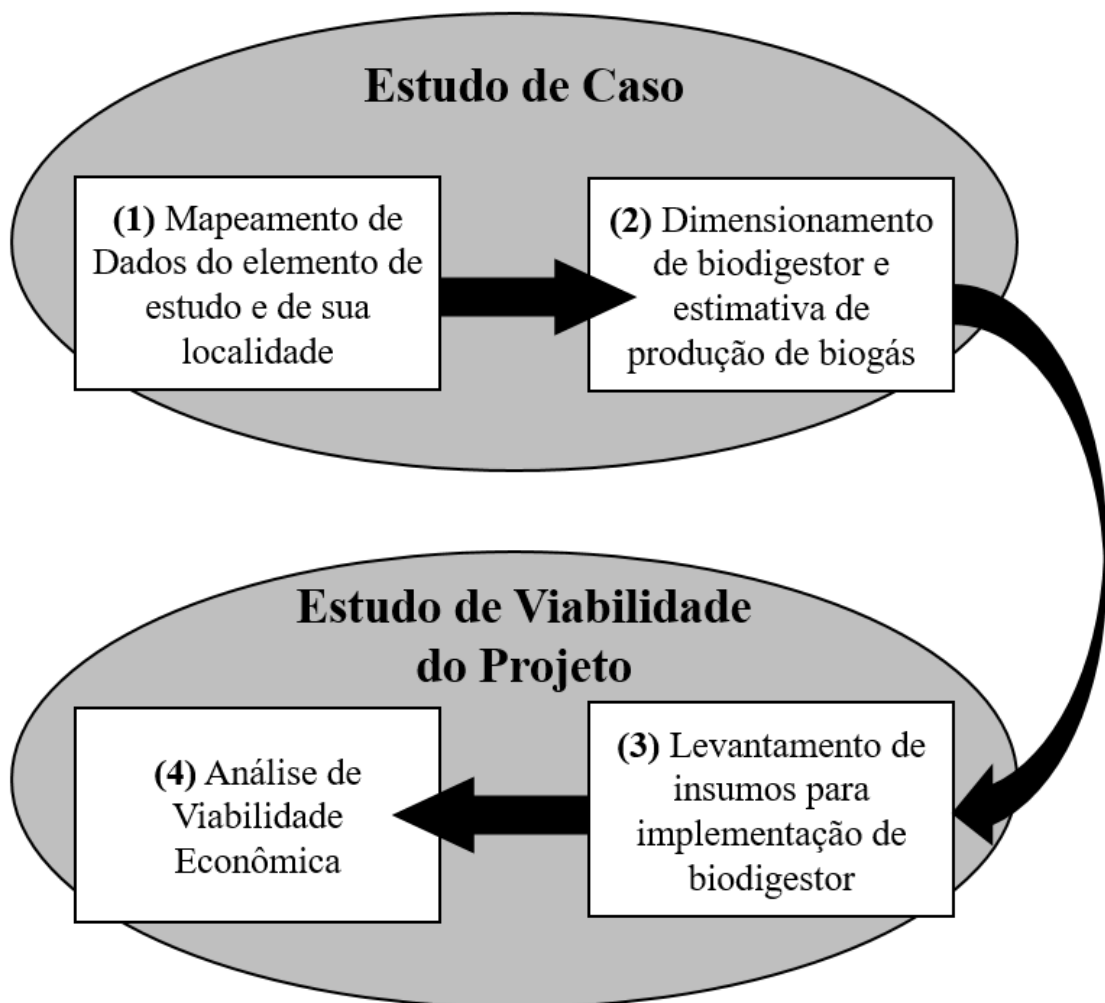 Estudo de Caso
(1) Mapeamento de
Dados do elemento de
estudo e de sua
localidade
(2) Dimensionamento
de biodigestor e
estimativa de
produção de biogás
Estudo de Viabilidade
do Projeto
(3) Levantamento de
insumos para
implementação de
biodigestor
(4) Análise de
Viabilidade
Econômica